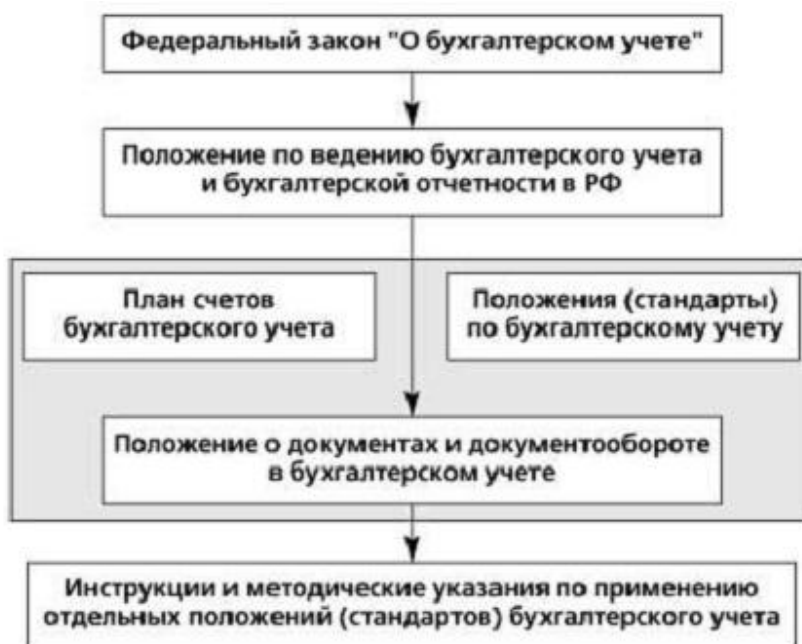 Федеральный закон "О бухгалтерском учете"
Положение по ведению бухгалтерского учета
и бухгалтерской отчетности в РФ
План счетов
бухгалтерского учета
Положения (стандарты)
по бухгалтерскому учету
Положение о документах и документообороте
в бухгалтерском учете
Инструкции и методические указания по применению
отдельных положений (стандартов) бухгалтерского учета